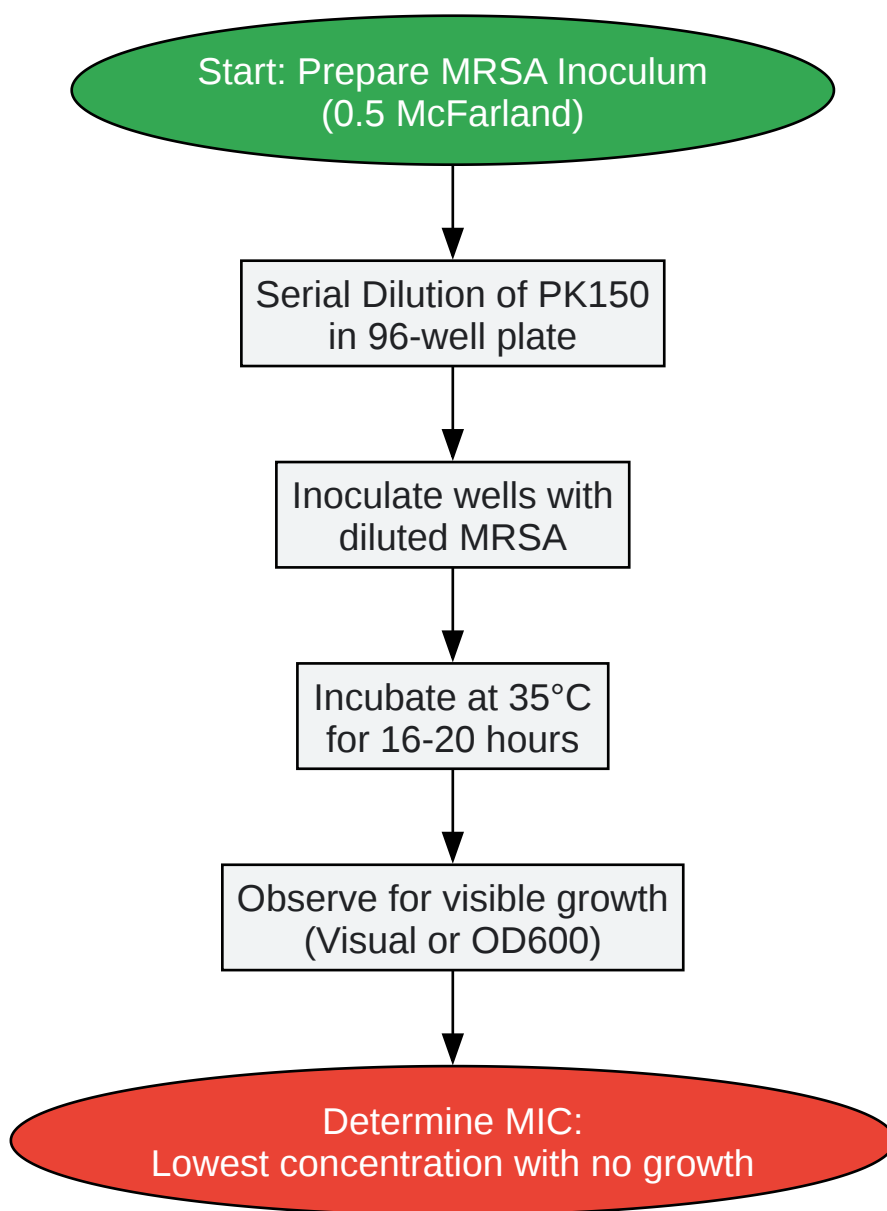 Start: Prepare MRSA Inoculum
(0.5 McFarland)
Serial Dilution of PK150
in 96-well plate
Inoculate wells with
diluted MRSA
Incubate at 35°C
for 16-20 hours
Observe for visible growth
(Visual or OD600)
Determine MIC:
Lowest concentration with no growth